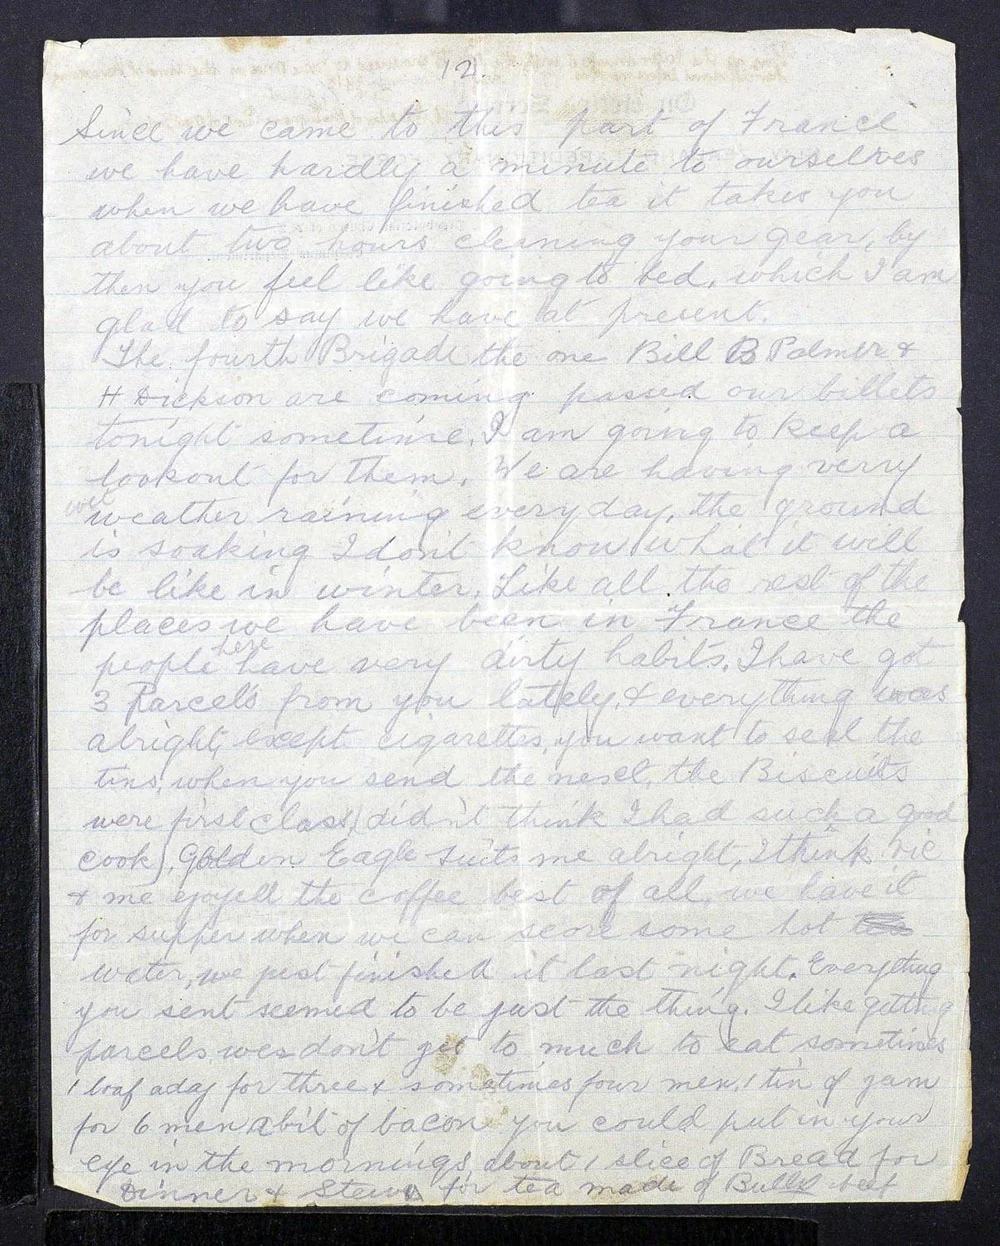 12.
Since we came to this part of France
we have hardly a minute to ourselves
when we have finished tea it takes you
about two hours cleaning your gear, by
then you feel like going to bed, which I am
glad to say we have at present.
The fourth Brigade the one Bill B Palmer &
H Dickson are coming passed our billets
tonight sometime, I am going to keep a
lookout for them. We are having verry
wet
weather raining everyday, the ground
is soaking I don't know what it will
be like in winter. Like all the rest of the
places we have been in France the
here
people have very dirty habits. I have got
3 Parcels from you lately, & everything was
alright, except cigarettes, you want to seal the
tins, when you send the next, the Biscuits
were first class, didn't think I had such a good
cook). Golden Eagle suits me alright, I think Vic
& me ejoyed the coffee best of all, we have it
for supper when we can score some hot
water, we just finished it last night. Everything
you sent seemed to be just the thing. I like getting
parcels wes don't get to much to eat sometimes
1 loaf aday for three & sometimes four men, 1 tin of jam
for 6 men abit of bacon you could put in your
eye in the mornings, about 1 slice of Bread for
Dinner & Stew for tea made of Bully beef